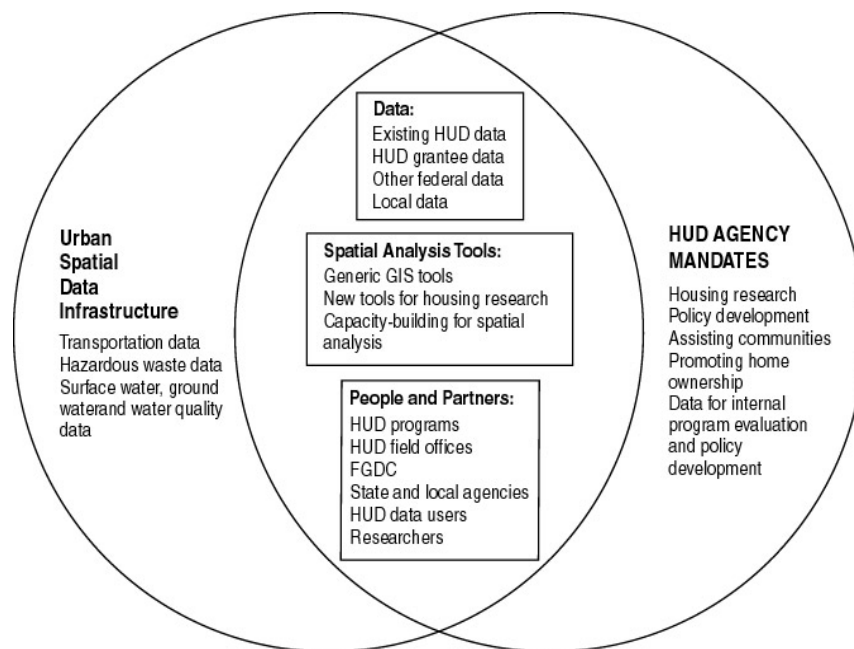 Urban
Spatial
Data
Infrastructure
Transportation data
Hazardous waste data
Surface water, ground
waterand water quality
data
Data:
Existing HUD data
HUD grantee data
Other federal data
Local data
Spatial Analysis Tools:
Generic GIS tools
New tools for housing research
Capacity-building for spatial
analysis
People and Partners:
HUD programs
HUD field offices
FGDC
State and local agencies
HUD data users
Researchers
HUD AGENCY
MANDATES
Housing research
Policy development
Assisting communities
Promoting home
ownership
Data for internal
program evaluation
and policy
development